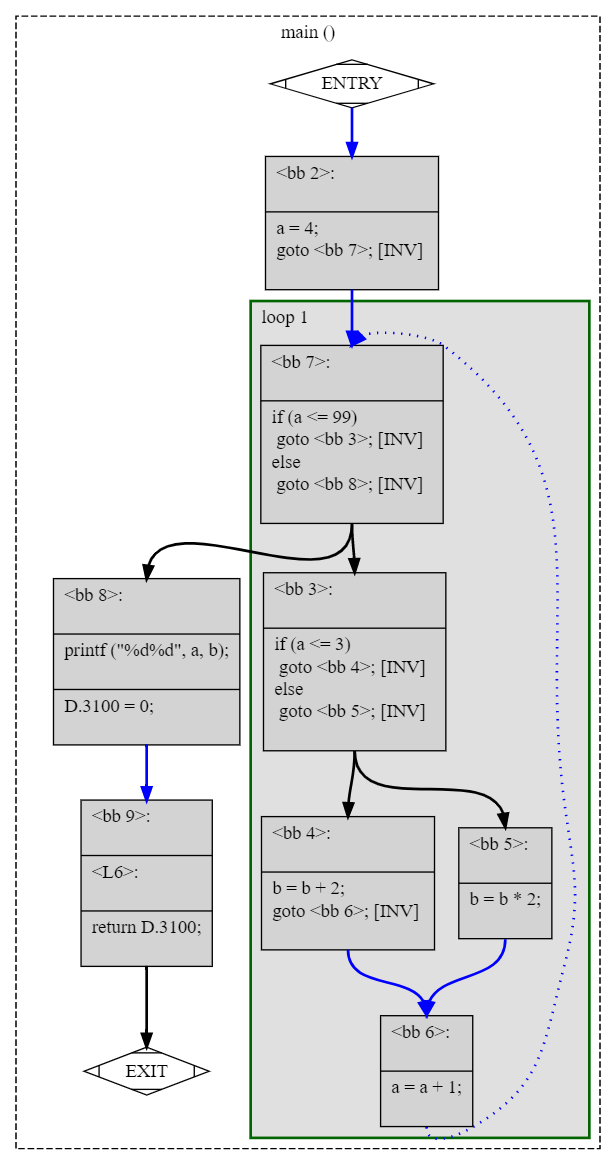 main ()
ENTRY
<bb 2>:
a = 4;
goto <bb 7>; [INV]
loop 1
<bb 7>:
if (a <= 99)
goto <bb 3>; [INV]
else
goto <bb 8>; [INV]
<bb 8>:
printf ("%d%d", a, b);
D.3100 = 0;
<bb 3>:
if (a <= 3)
goto <bb 4>; [INV]
else
goto <bb 5>; [INV]
<bb 9>:
<L6>:
return D.3100;
<bb 4>:
b = b + 2;
goto <bb 6>; [INV]
<bb 5>:
b = b * 2;
<bb 6>:
a = a + 1;
EXIT